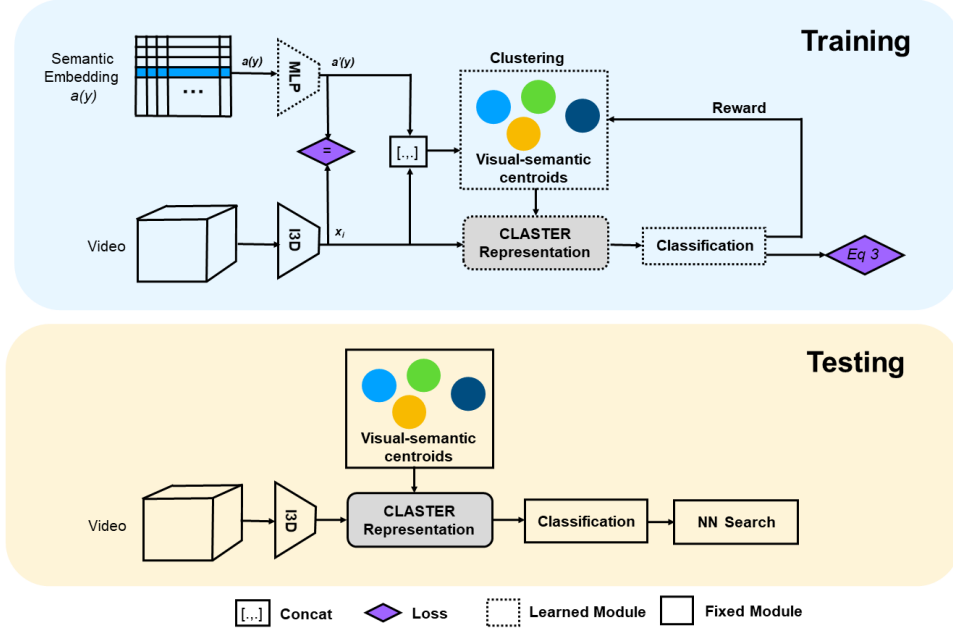 Training
Semantic
Embedding
a(y)
a(y)
MLP
a'(y)
=
[.,.]
Clustering
Visual-semantic
centroids
Reward
Video
I3D
x_i
CLASTER
Representation
Classification
Eq 3
Testing
Visual-semantic
centroids
Video
I3D
CLASTER
Representation
Classification
NN Search
[.,.] Concat
Loss
Learned Module
Fixed Module